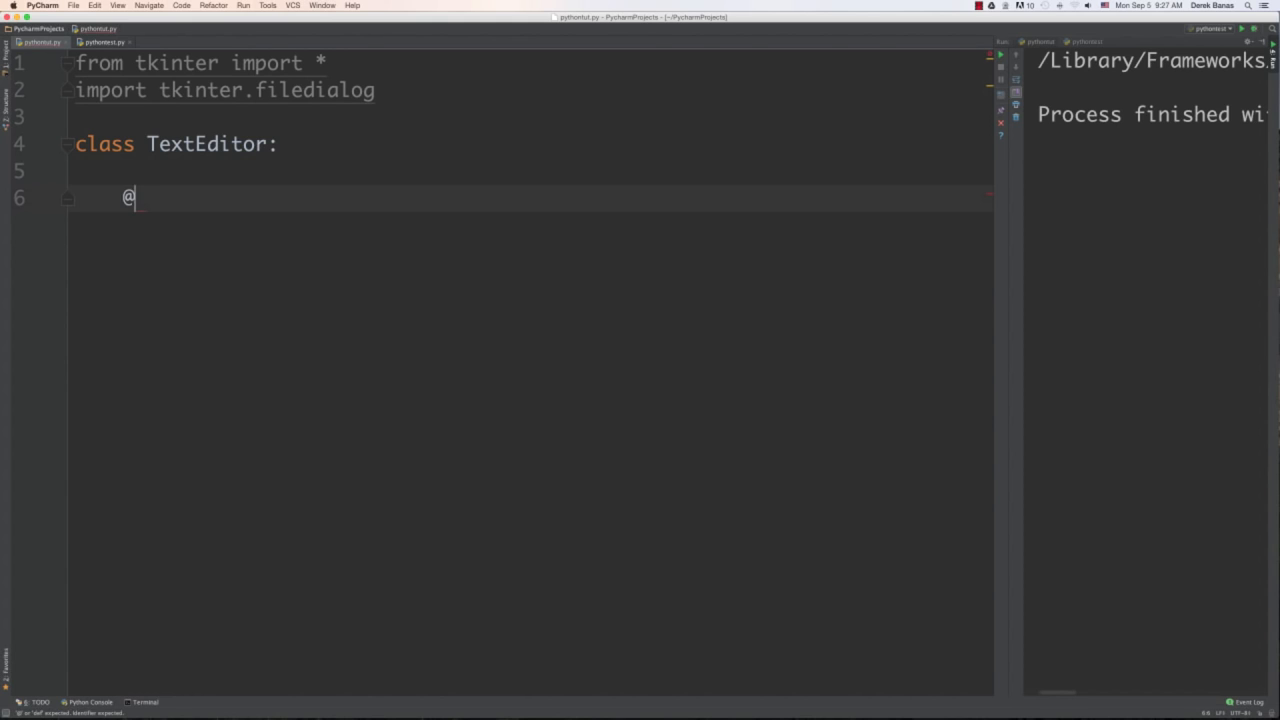 PyCharm File Edit View Navigate Code Refactor Run Tools VCS Window Help
10 Mon Sep 5 9:27 AM Derek Banas
pythontut.py - PycharmProjects - [~/PycharmProjects]
PycharmProjects pythontut.py pythontest
pythontut.py pythontest.py Run: pythontut pythontest
1: Project
Z: Structure
2: Favorites
4: Run
1 from tkinter import *
2 import tkinter.filedialog
3
4 class TextEditor:
5
6 @
/Library/Frameworks
Process finished wi
6: TODO Python Console Terminal Event Log
'@' or 'def' expected. Identifier expected. 6:6 LF÷ UTF-8÷